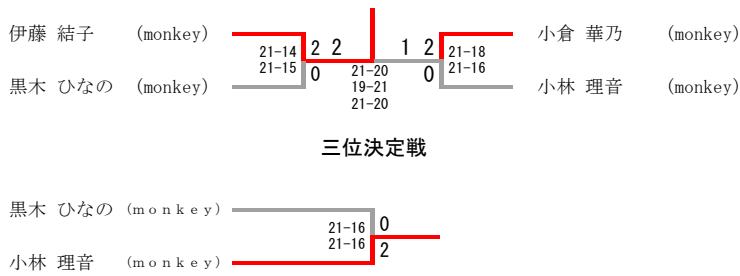 伊藤 結子 (monkey) 小倉 華乃 (monkey)
21-14 2 2 1 2 21-18
21-15 0 21-20 0 21-16
黒木 ひなの (monkey) 19-21 小林 理音 (monkey)
21-20
三位決定戦
黒木 ひなの (monkey)
21-16 0
21-16 2
小林 理音 (monkey)